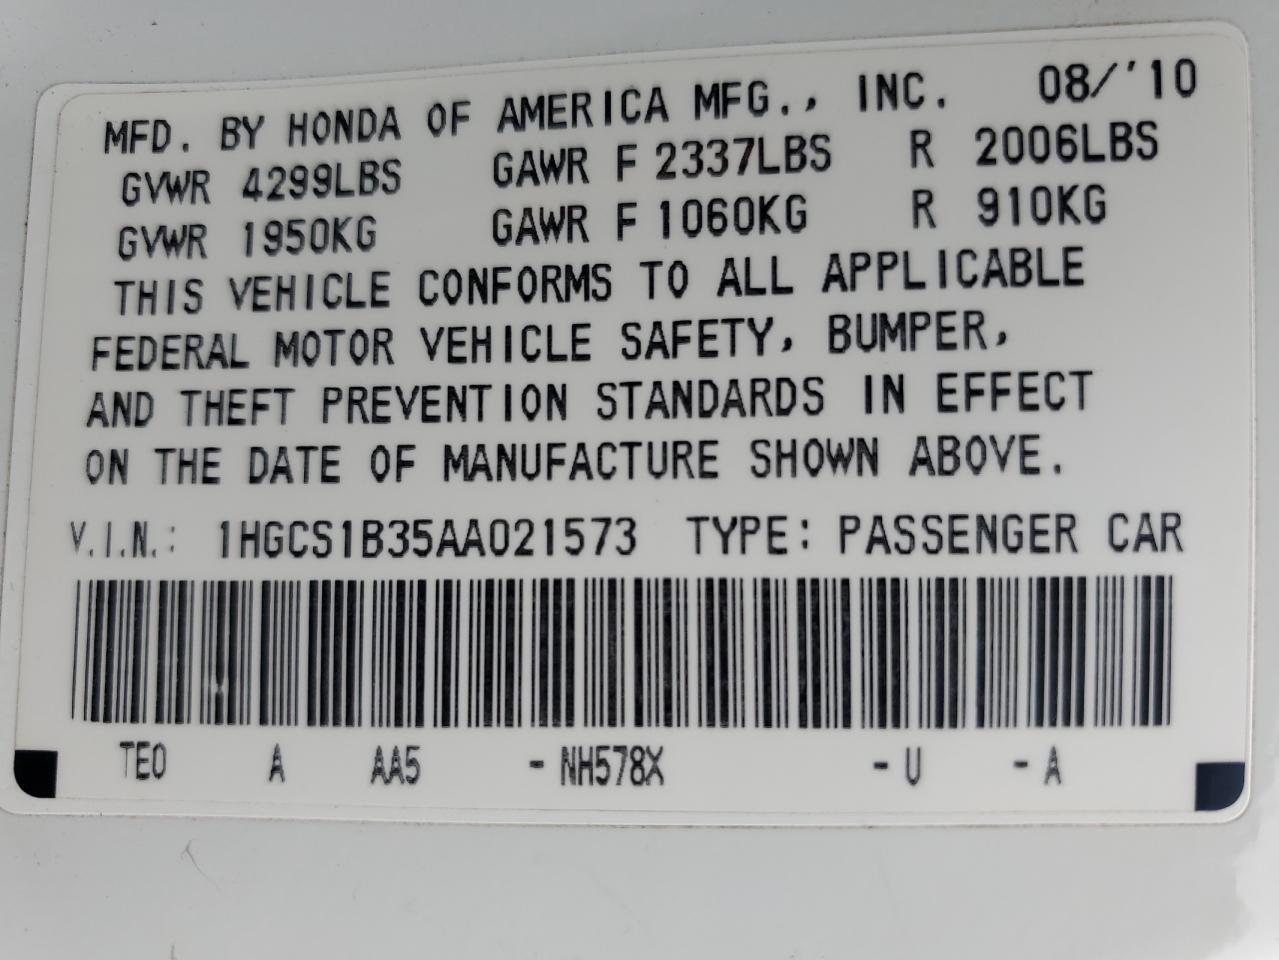 MFD. BY HONDA OF AMERICA MFG., INC. 08/'10
GVWR 4299LBS GAWR F 2337LBS R 2006LBS
GVWR 1950KG GAWR F 1060KG R 910KG
THIS VEHICLE CONFORMS TO ALL APPLICABLE
FEDERAL MOTOR VEHICLE SAFETY, BUMPER,
AND THEFT PREVENTION STANDARDS IN EFFECT
ON THE DATE OF MANUFACTURE SHOWN ABOVE.
V.I.N.: 1HGCS1B35AA021573 TYPE: PASSENGER CAR
TE0 A AA5 - NH578X - U - A